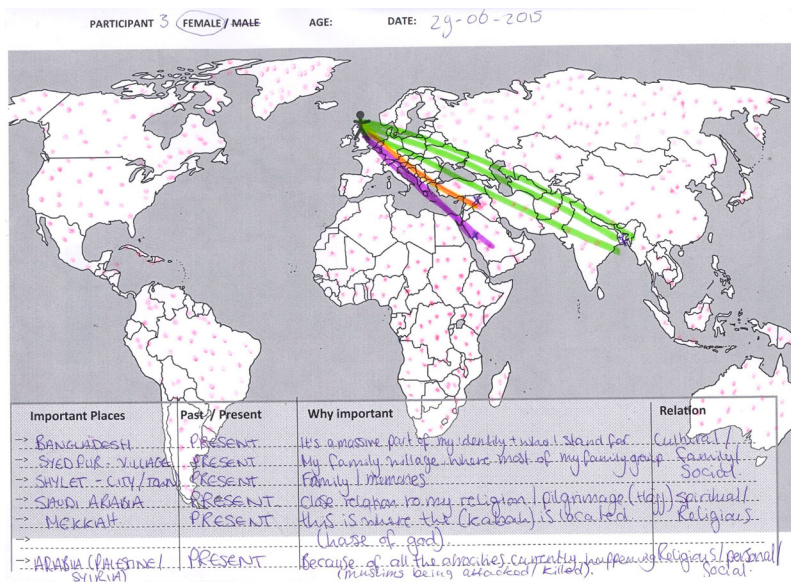 PARTICIPANT 3 FEMALE / MALE AGE: DATE: 29-06-2015
Important Places Past / Present Why important Relation
-> BANGLADESH PRESENT It's a massive part of my identity + who I stand for Cultural /
-> SYEDPUR - VILLAGE PRESENT My family village where most of my family group family /
Social.
-> SHYLET - CITY / TOWN PRESENT Family / memories
-> SAUDI ARABIA PRESENT Close relation to my religion / pilgrimage (Hajj) spiritual /
MEKKAH PRESENT this is where the (Kabah) is located Religious
-> (hase of god).
-> ARABIA (PALESTINE / PRESENT Because of all the atrocities currently happening Religious / personal /
SYIRIA) (muslims being attacked / killed). social.